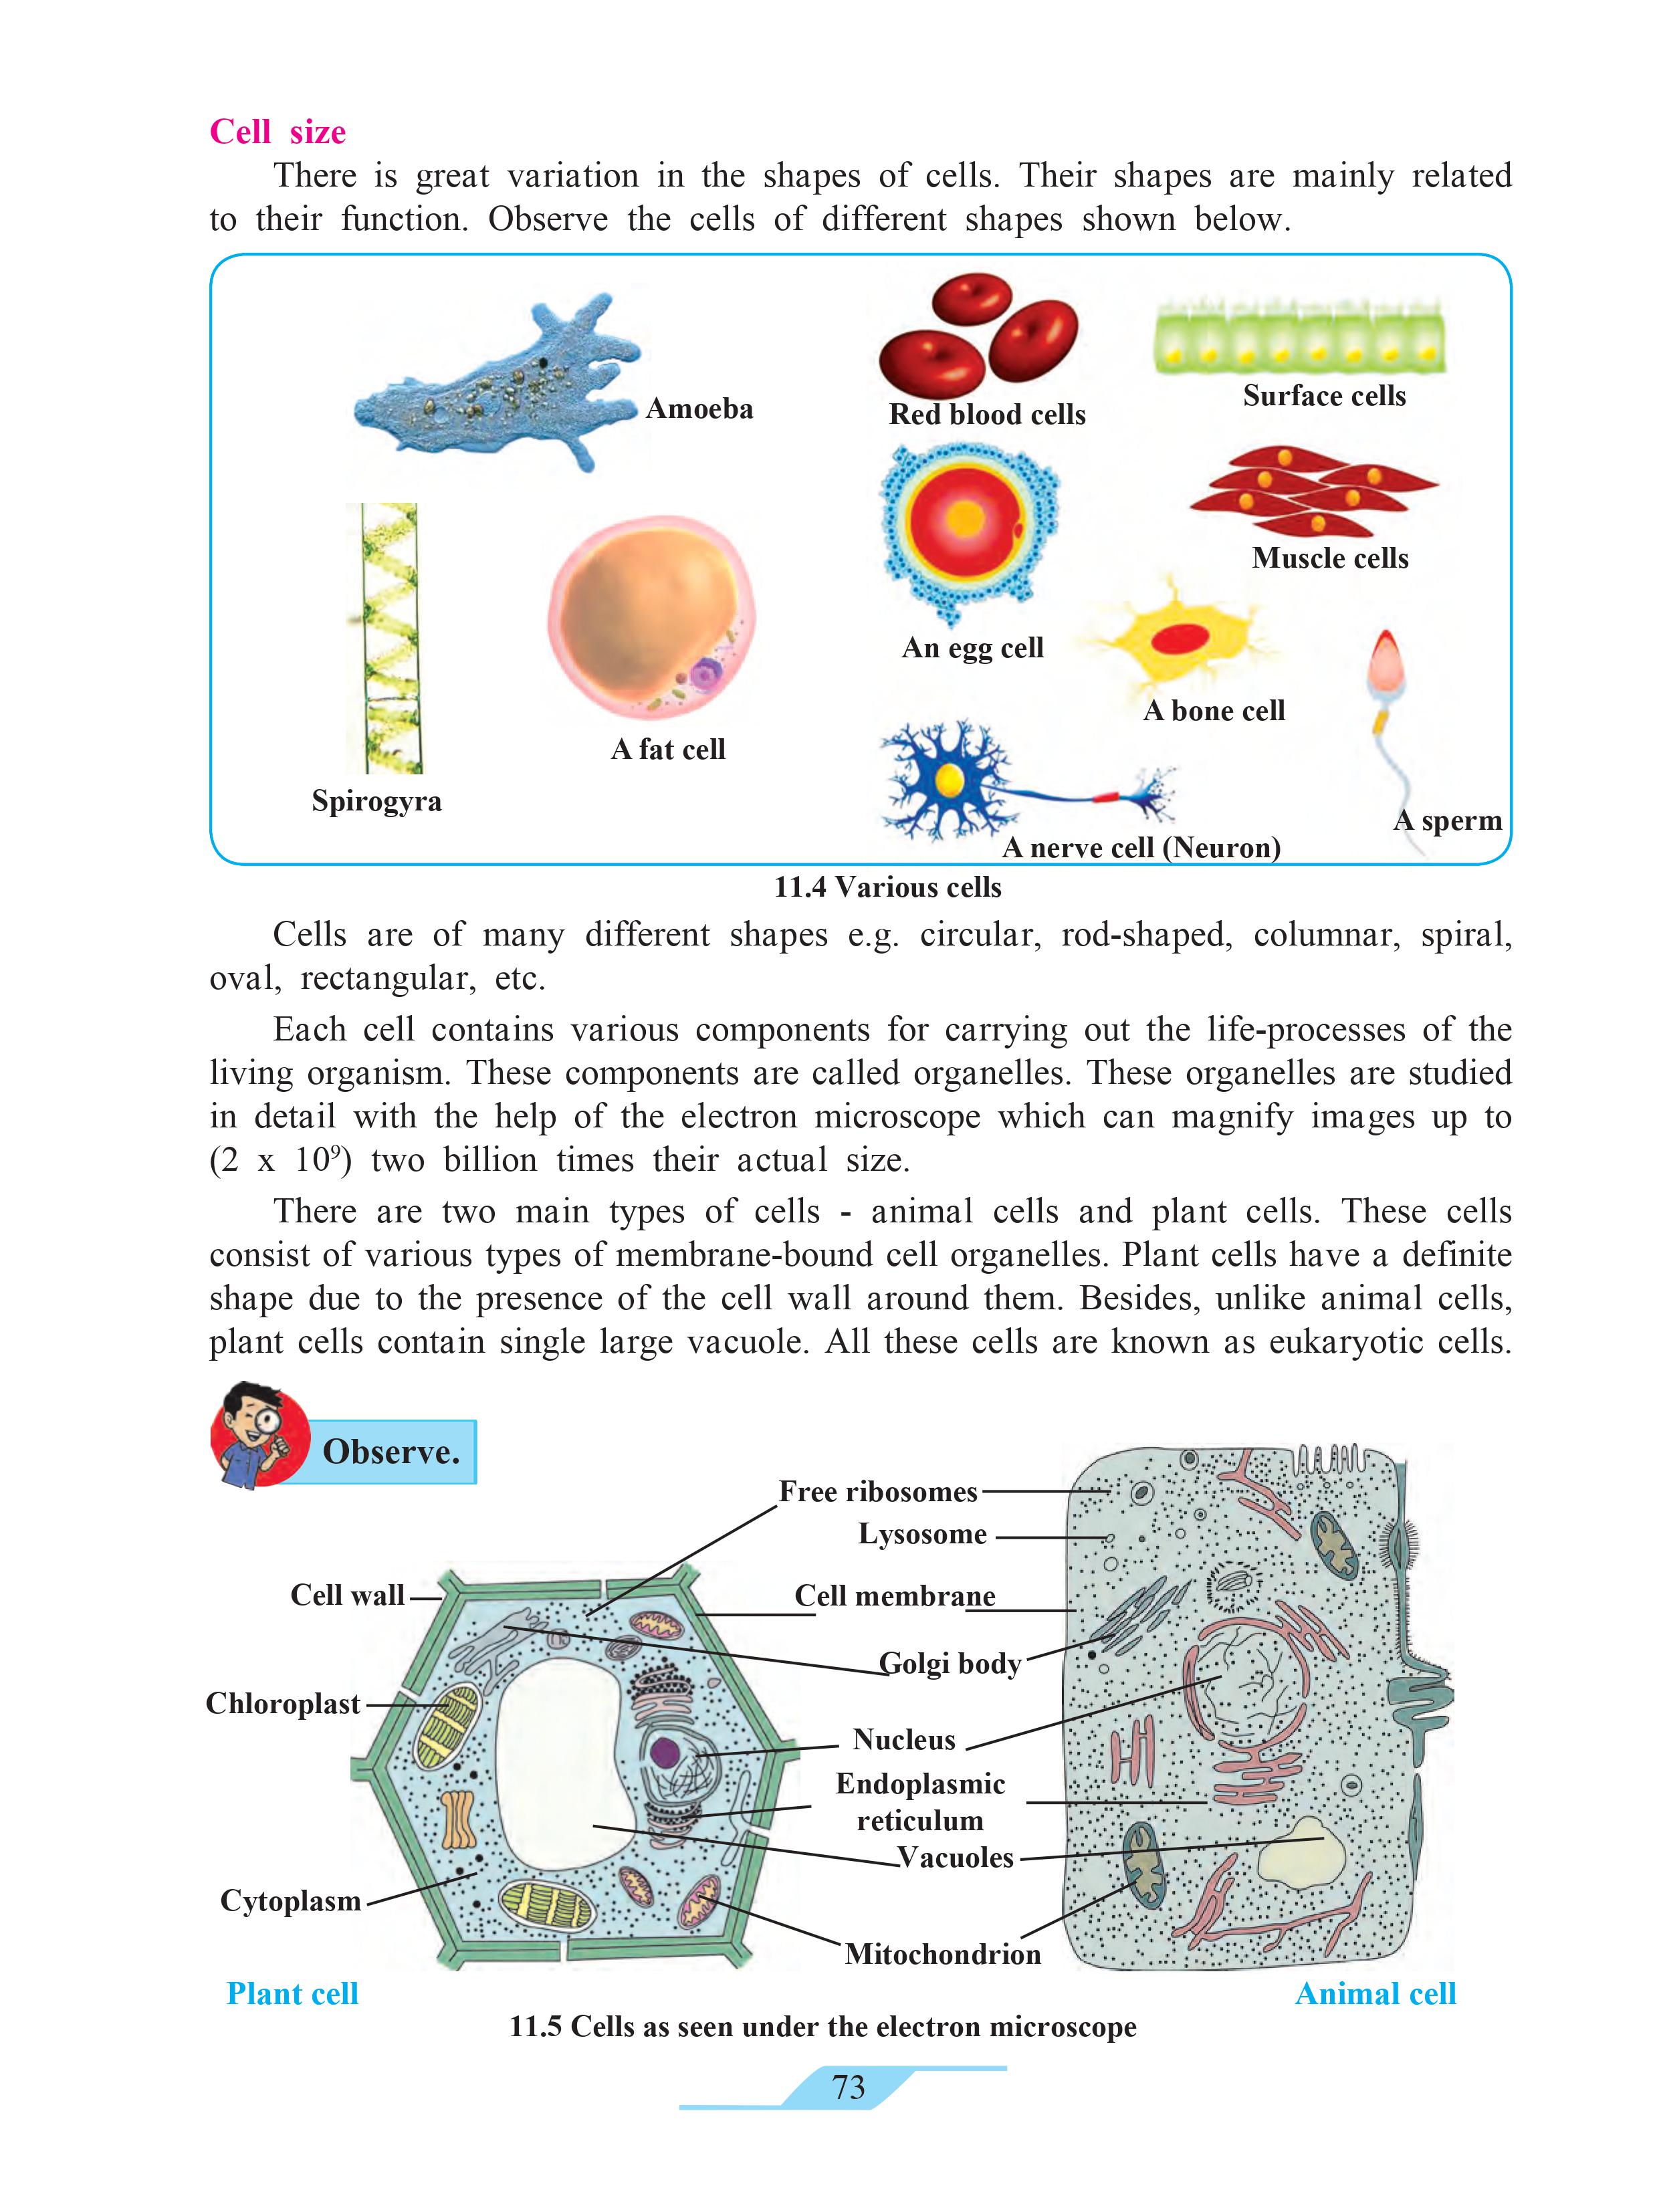 Cell size
There is great variation in the shapes of cells. Their shapes are mainly related
to their function. Observe the cells of different shapes shown below.
Amoeba
Red blood cells
Surface cells
Muscle cells
An egg cell
A bone cell
A fat cell
Spirogyra
A sperm
A nerve cell (Neuron)
11.4 Various cells
Cells are of many different shapes e.g. circular, rod-shaped, columnar, spiral,
oval, rectangular, etc.
Each cell contains various components for carrying out the life-processes of the
living organism. These components are called organelles. These organelles are studied
in detail with the help of the electron microscope which can magnify images up to
(2 x 10⁹) two billion times their actual size.
There are two main types of cells - animal cells and plant cells. These cells
consist of various types of membrane-bound cell organelles. Plant cells have a definite
shape due to the presence of the cell wall around them. Besides, unlike animal cells,
plant cells contain single large vacuole. All these cells are known as eukaryotic cells.
Observe.
Free ribosomes
Lysosome
Cell wall
Cell membrane
Golgi body
Chloroplast
Nucleus
Endoplasmic
reticulum
Vacuoles
Cytoplasm
Mitochondrion
Plant cell
Animal cell
11.5 Cells as seen under the electron microscope
73